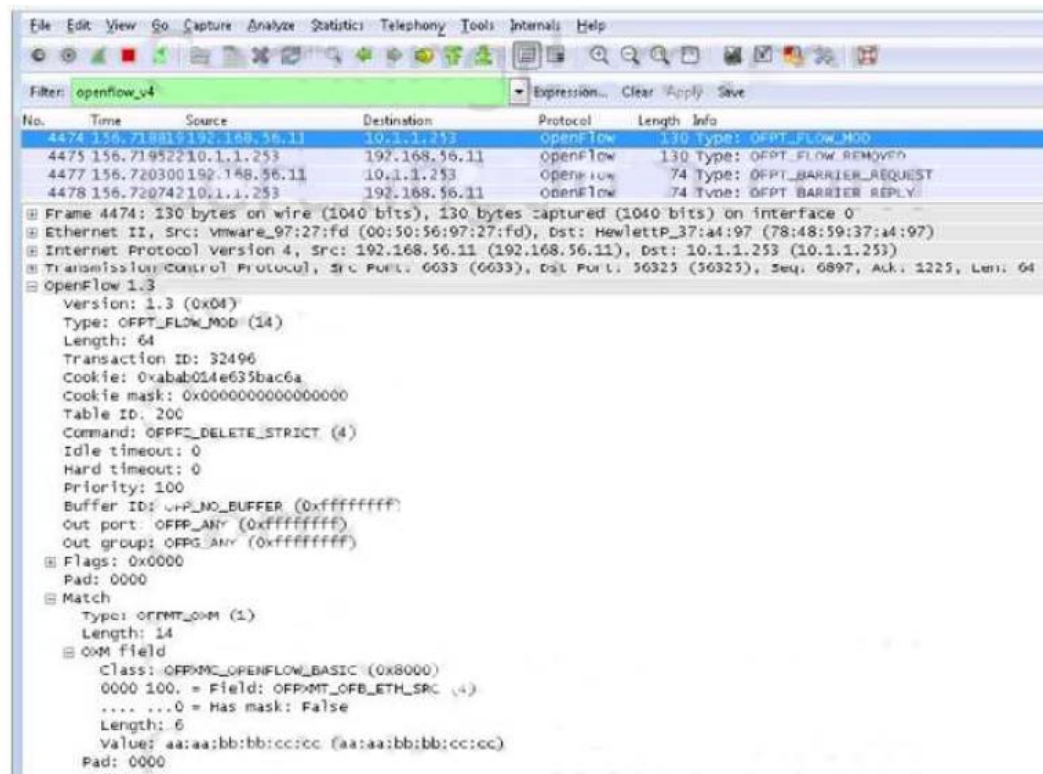 File Edit View Go Capture Analyze Statistics Telephony Tools Internals Help
Filter: openflow_v4 Expression... Clear Apply Save
No. Time Source Destination Protocol Length Info
4474 156.718819 192.168.56.11 10.1.1.253 OpenFlow 130 Type: OFPT_FLOW_MOD
4475 156.719522 10.1.1.253 192.168.56.11 OpenFlow 130 Type: OFPT_FLOW_REMOVED
4477 156.720300 192.168.56.11 10.1.1.253 OpenFlow 74 Type: OFPT_BARRIER_REQUEST
4478 156.720742 10.1.1.253 192.168.56.11 OpenFlow 74 Type: OFPT_BARRIER_REPLY
Frame 4474: 130 bytes on wire (1040 bits), 130 bytes captured (1040 bits) on interface 0
Ethernet II, Src: Vmware_97:27:fd (00:50:56:97:27:fd), Dst: HewlettP_37:a4:97 (78:48:59:37:a4:97)
Internet Protocol Version 4, Src: 192.168.56.11 (192.168.56.11), Dst: 10.1.1.253 (10.1.1.253)
Transmission Control Protocol, Src Port: 6633 (6633), Dst Port: 56325 (56325), Seq: 6897, Ack: 1225, Len: 64
OpenFlow 1.3
Version: 1.3 (0x04)
Type: OFPT_FLOW_MOD (14)
Length: 64
Transaction ID: 32496
Cookie: 0xabab014e635bac6a
Cookie mask: 0x0000000000000000
Table ID: 200
Command: OFPFC_DELETE_STRICT (4)
Idle timeout: 0
Hard timeout: 0
Priority: 100
Buffer ID: OFP_NO_BUFFER (0xffffffff)
Out port: OFPP_ANY (0xffffffff)
Out group: OFPG_ANY (0xffffffff)
Flags: 0x0000
Pad: 0000
Match
Type: OFPMT_OXM (1)
Length: 14
OXM field
Class: OFPXMC_OPENFLOW_BASIC (0x8000)
0000 100. = Field: OFPXMT_OFB_ETH_SRC (4)
.... ...0 = Has mask: False
Length: 6
Value: aa:aa:bb:bb:cc:cc (aa:aa:bb:bb:cc:cc)
Pad: 0000